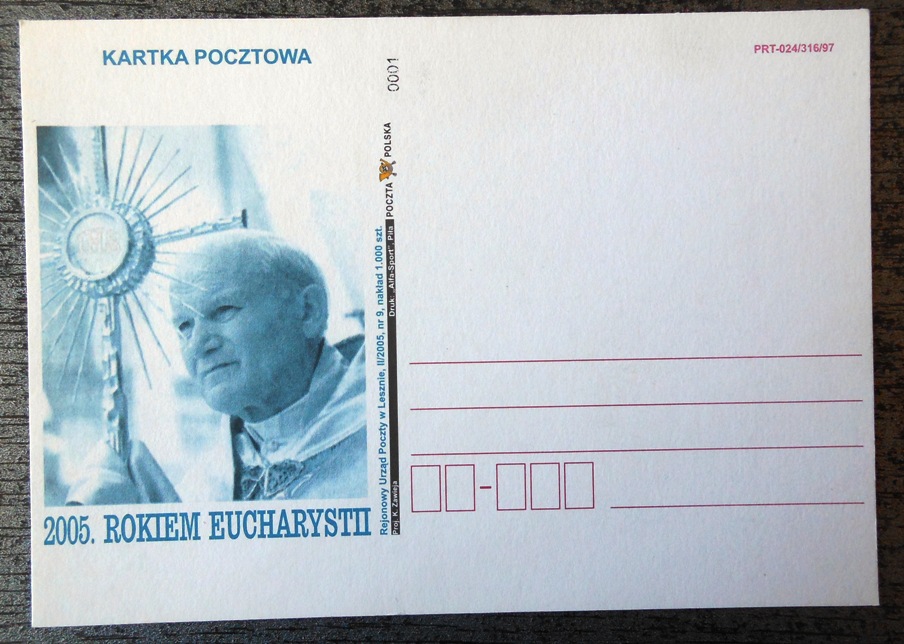 KARTKA POCZTOWA
PRT-024/316/97
0001
POCZTA POLSKA
Rejonowy Urząd Poczty w Lesznie, II/2005, nr 9, nakład 1.000 szt.
Druk: „Alfa-Sport”, Piła
Proj. K. Zawieja
2005. ROKIEM EUCHARYSTII